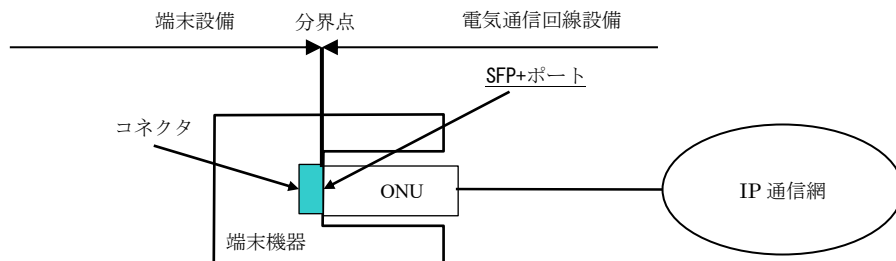 端末設備
分界点
電気通信回線設備
SFP+ポート
コネクタ
ONU
IP 通信網
端末機器